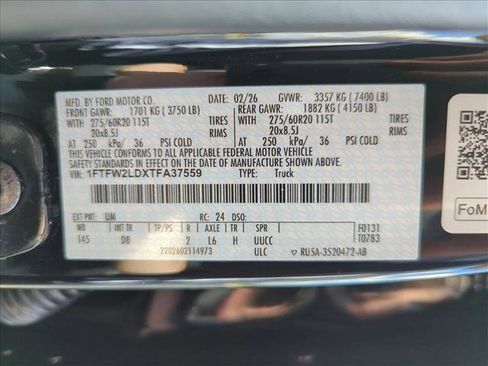 MFD. BY FORD MOTOR CO.
DATE: 02/26 GVWR: 3357 KG ( 7400 LB)
FRONT GAWR: 1701 KG ( 3750 LB) REAR GAWR: 1882 KG ( 4150 LB)
275/60R20 115T TIRES WITH 275/60R20 115T TIRES
20x8.5J RIMS 20x8.5J RIMS
AT 250 kPa/ 36 PSI COLD AT 250 kPa/ 36 PSI COLD
THIS VEHICLE CONFORMS TO ALL APPLICABLE FEDERAL MOTOR VEHICLE
SAFETY STANDARDS IN EFFECT ON THE DATE OF MANUFACTURE SHOWN ABOVE.
VIN: 1FTFW2LDXTFA37559 TYPE: Truck
EXT PNT: UM RC: 24 DSO:
WB INT TR TP/PS R AXLE TR SPR F0131
145 DB 2 L6 H UUCC T0783
2202602114973 ULC RU5A-3520472-AB
FoM